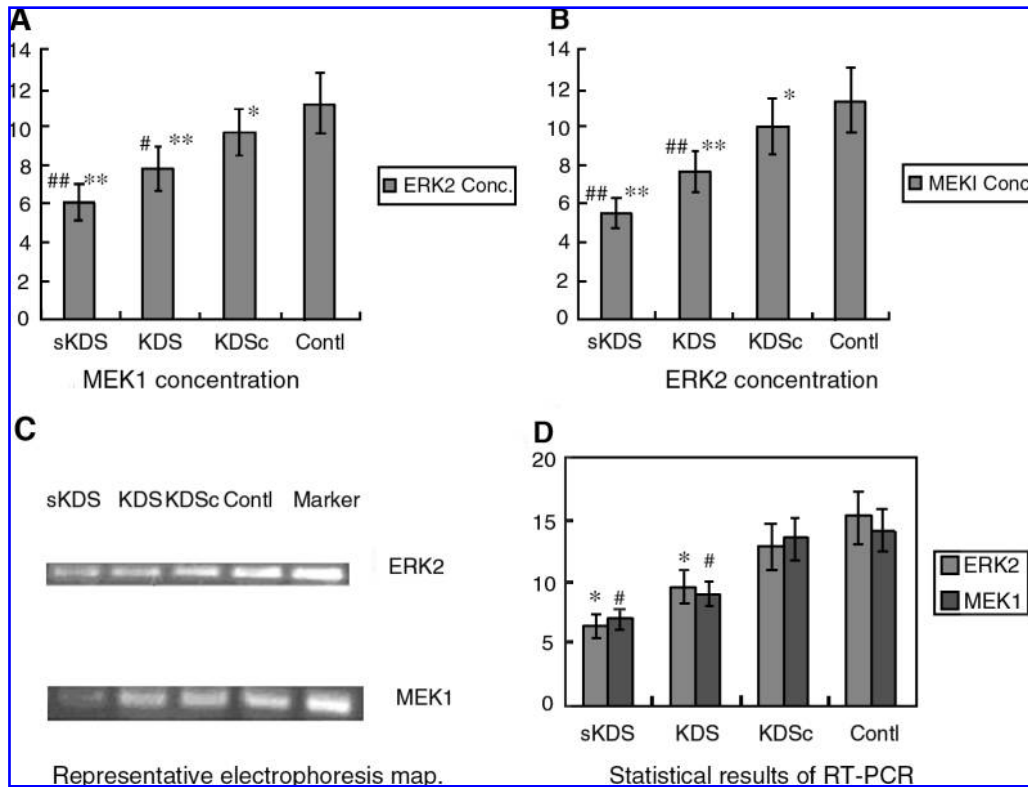 A
14
12
10
8
6
4
2
0
## **
# **
*
sKDS KDS KDSc Contl
MEK1 concentration
ERK2 Conc.
B
14
12
10
8
6
4
2
0
## **
## **
*
sKDS KDS KDSc Contl
ERK2 concentration
MEKI Conc
C
sKDS KDS KDSc Contl Marker
ERK2
MEK1
Representative electrophoresis map.
D
20
15
10
5
0
* #
* #
sKDS KDS KDSc Contl
ERK2
MEK1
Statistical results of RT-PCR